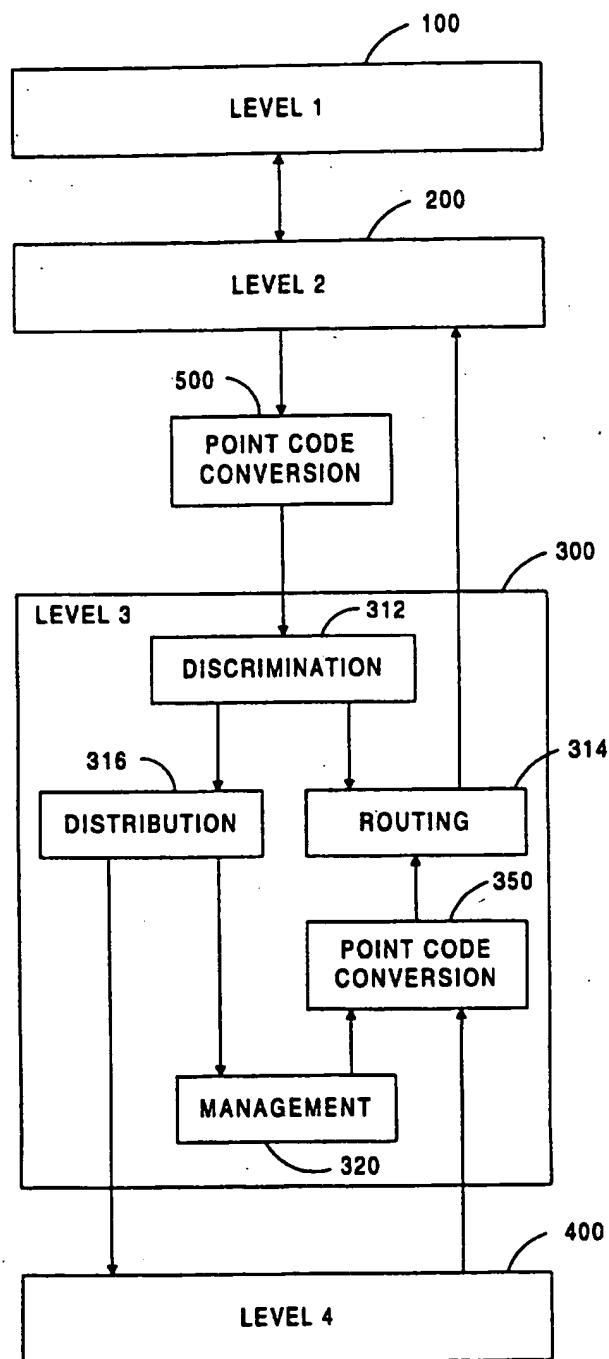 100
LEVEL 1
200
LEVEL 2
500
POINT CODE
CONVERSION
300
LEVEL 3
312
DISCRIMINATION
316
314
DISTRIBUTION
ROUTING
350
POINT CODE
CONVERSION
MANAGEMENT
320
400
LEVEL 4